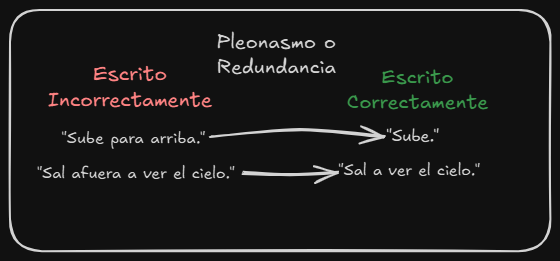 Pleonasmo o
Redundancia
Escrito
Incorrectamente
Escrito
Correctamente
"Sube para arriba."
"Sube."
"Sal afuera a ver el cielo."
"Sal a ver el cielo."